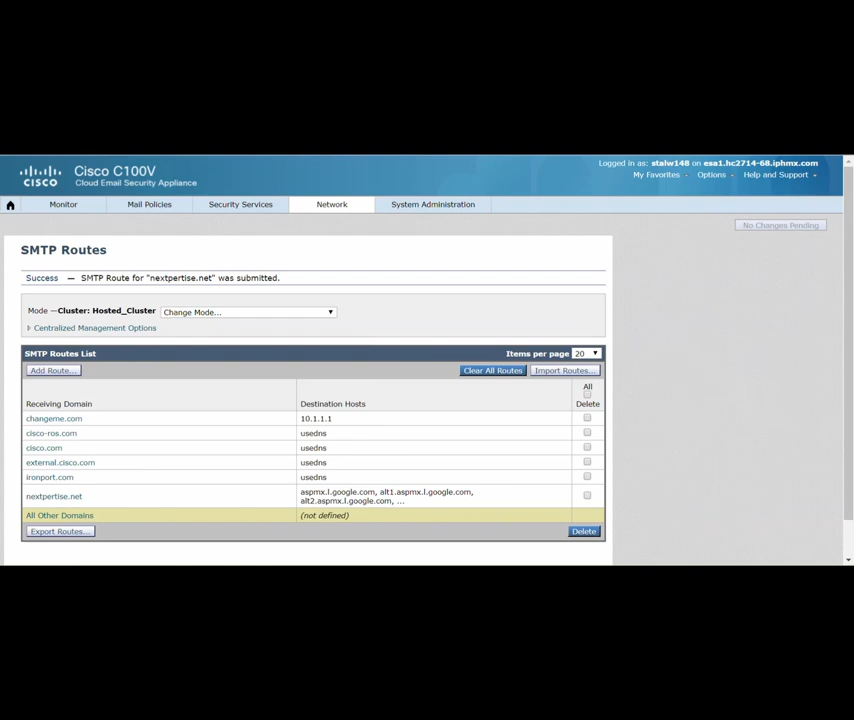 Logged in as: stalw148 on esa1.hc2714-68.iphmx.com
CISCO
Cisco C100V
Cloud Email Security Appliance
My Favorites Options Help and Support
Monitor Mail Policies Security Services Network System Administration
No Changes Pending
SMTP Routes
Success — SMTP Route for "nextpertise.net" was submitted.
Mode —Cluster: Hosted_Cluster Change Mode...
Centralized Management Options
SMTP Routes List Items per page 20
Add Route... Clear All Routes Import Routes...
Receiving Domain Destination Hosts All Delete
changeme.com 10.1.1.1
cisco-ros.com usedns
cisco.com usedns
external.cisco.com usedns
ironport.com usedns
nextpertise.net aspmx.l.google.com, alt1.aspmx.l.google.com,
alt2.aspmx.l.google.com, ...
All Other Domains (not defined)
Export Routes... Delete